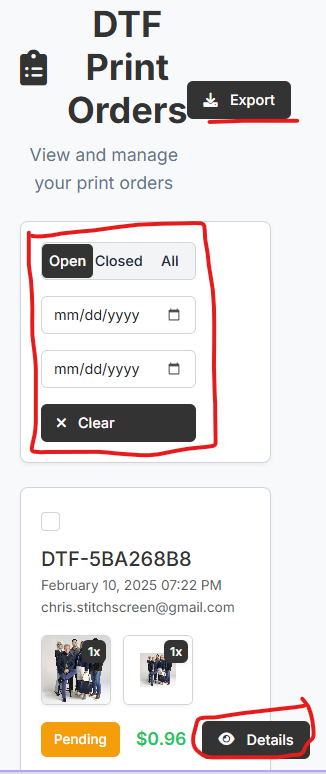 DTF
Print
Orders
Export
View and manage
your print orders
Open Closed All
mm/dd/yyyy
mm/dd/yyyy
✕ Clear
DTF-5BA268B8
February 10, 2025 07:22 PM
chris.stitchscreen@gmail.com
1x 1x
Pending $0.96 Details